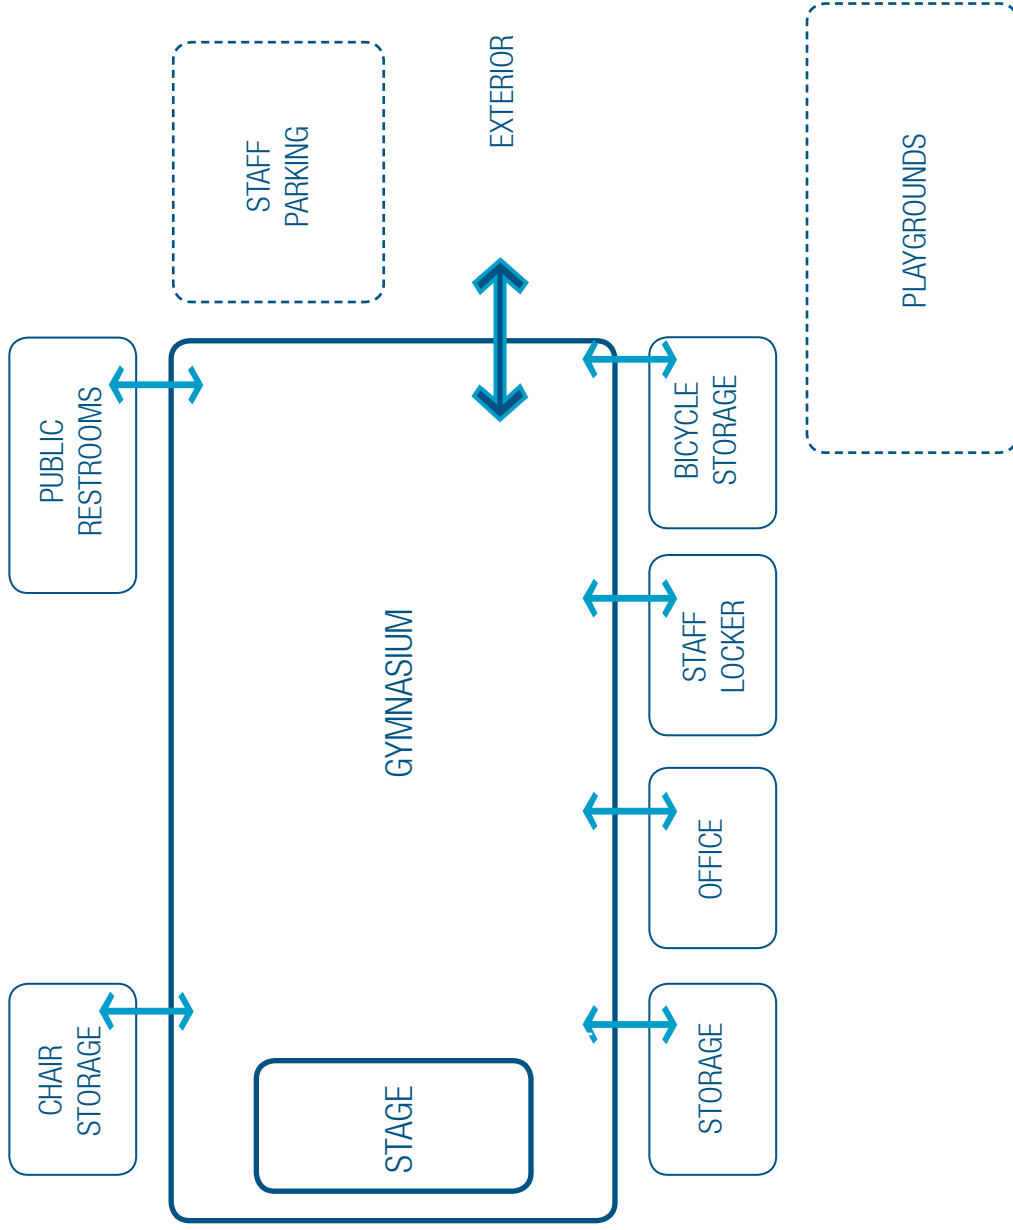 CHAIR
STORAGE
PUBLIC
RESTROOMS
STAFF
PARKING
STAGE
GYMNASIUM
EXTERIOR
STORAGE
OFFICE
STAFF
LOCKER
BICYCLE
STORAGE
PLAYGROUNDS